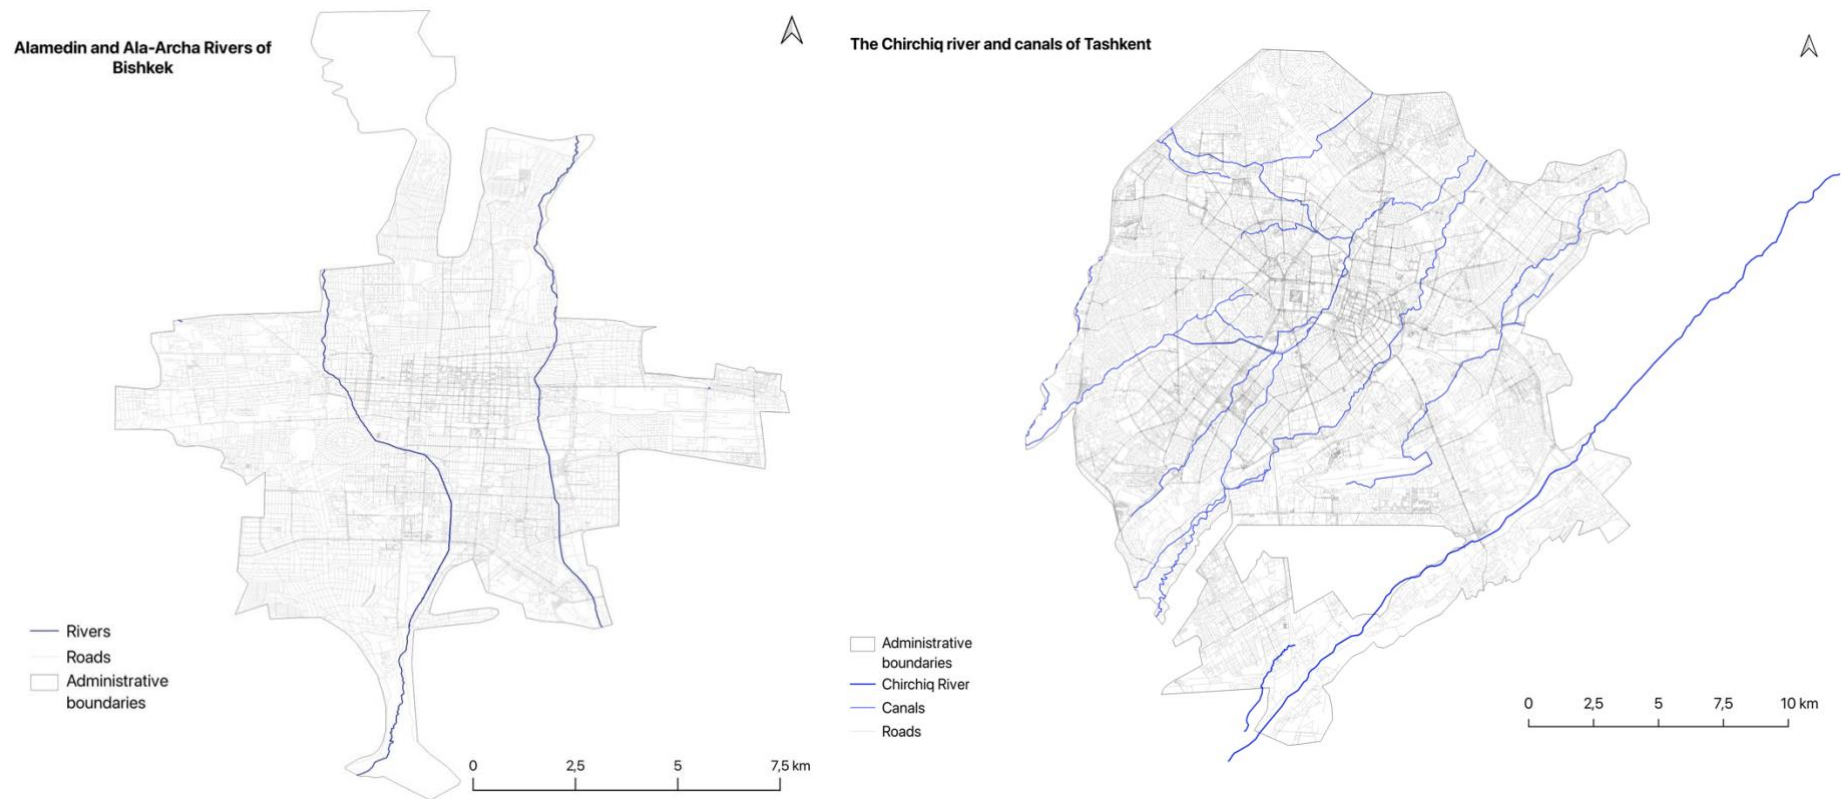 Alamedin and Ala-Archa Rivers of
Bishkek
Rivers
Roads
Administrative
boundaries
0 2,5 5 7,5 km
The Chirchiq river and canals of Tashkent
Administrative
boundaries
Chirchiq River
Canals
Roads
0 2,5 5 7,5 10 km